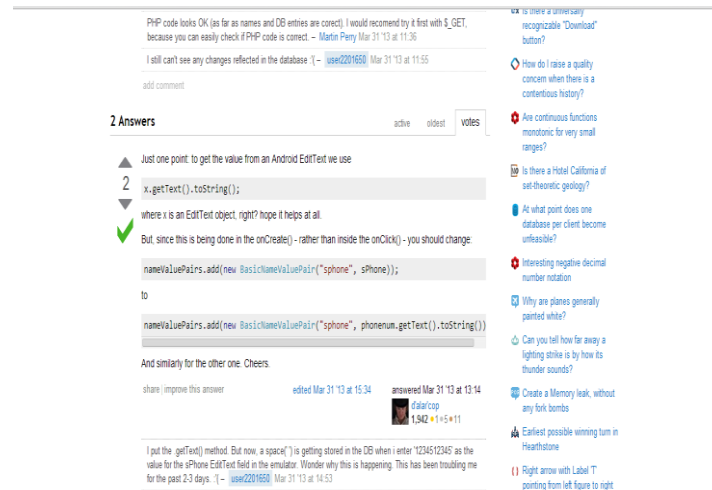 PHP code looks OK (as far as names and DB entries are corect). I would recomend try it first with $_GET,
because you can easily check if PHP code is correct. – Martin Perry Mar 31 '13 at 11:36
I still can't see any changes reflected in the database :'( – user2201650 Mar 31 '13 at 11:55
add comment
2 Answers
active oldest votes
Just one point: to get the value from an Android EditText we use
2
x.getText().toString();
where x is an EditText object, right? hope it helps at all.
But, since this is being done in the onCreate() - rather than inside the onClick() - you should change:
nameValuePairs.add(new BasicNameValuePair("sphone", sPhone));
to
nameValuePairs.add(new BasicNameValuePair("sphone", phonenum.getText().toString())
And similarly for the other one. Cheers.
share improve this answer
edited Mar 31 '13 at 15:34
answered Mar 31 '13 at 13:14
d'alar'cop
1,942 1 5 11
I put the .getText() method. But now, a space(' ') is getting stored in the DB when i enter '1234512345' as the
value for the sPhone EditText field in the emulator. Wonder why this is happening. This has been troubling me
for the past 2-3 days. :'( – user2201650 Mar 31 '13 at 14:53
Is there a universally
recognizable "Download"
button?
How do I raise a quality
concern when there is a
contentious history?
Are continuous functions
monotonic for very small
ranges?
Is there a Hotel California of
set-theoretic geology?
At what point does one
database per client become
unfeasible?
Interesting negative decimal
number notation
Why are planes generally
painted white?
Can you tell how far away a
lighting strike is by how its
thunder sounds?
Create a Memory leak, without
any fork bombs
Earliest possible winning turn in
Hearthstone
Right arrow with Label 'T'
pointing from left figure to right